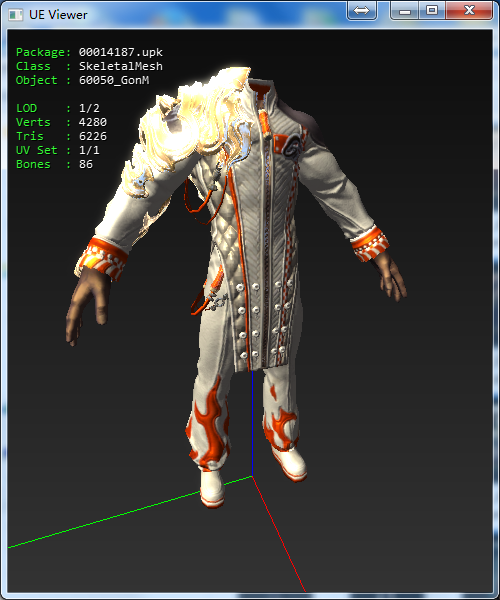 UE Viewer
Package: 00014187.upk
Class : SkeletalMesh
Object : 60050_GonM
LOD : 1/2
Verts : 4280
Tris : 6226
UV Set : 1/1
Bones : 86